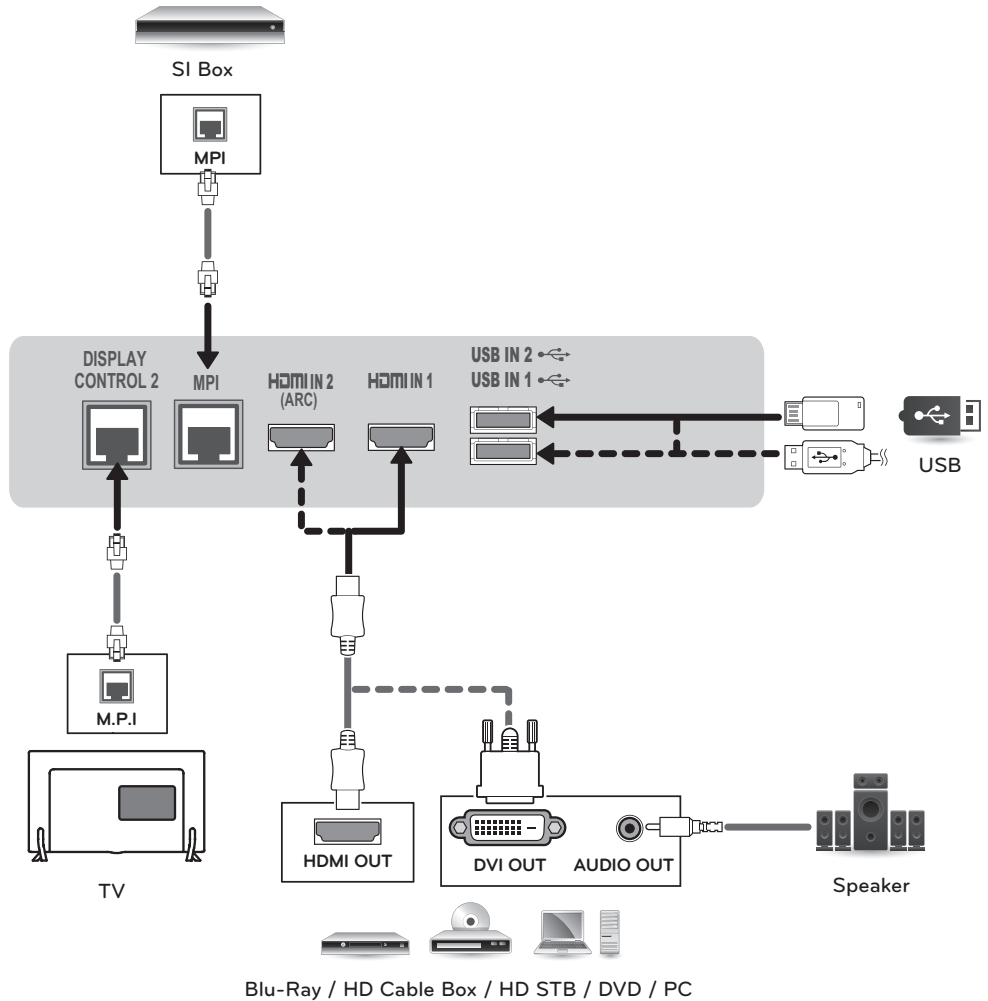 SI Box
MPI
DISPLAY
CONTROL 2
MPI
HDMI IN 2
(ARC)
HDMI IN 1
USB IN 2
USB IN 1
USB
M.P.I
TV
HDMI OUT
DVI OUT
AUDIO OUT
Speaker
Blu-Ray / HD Cable Box / HD STB / DVD / PC